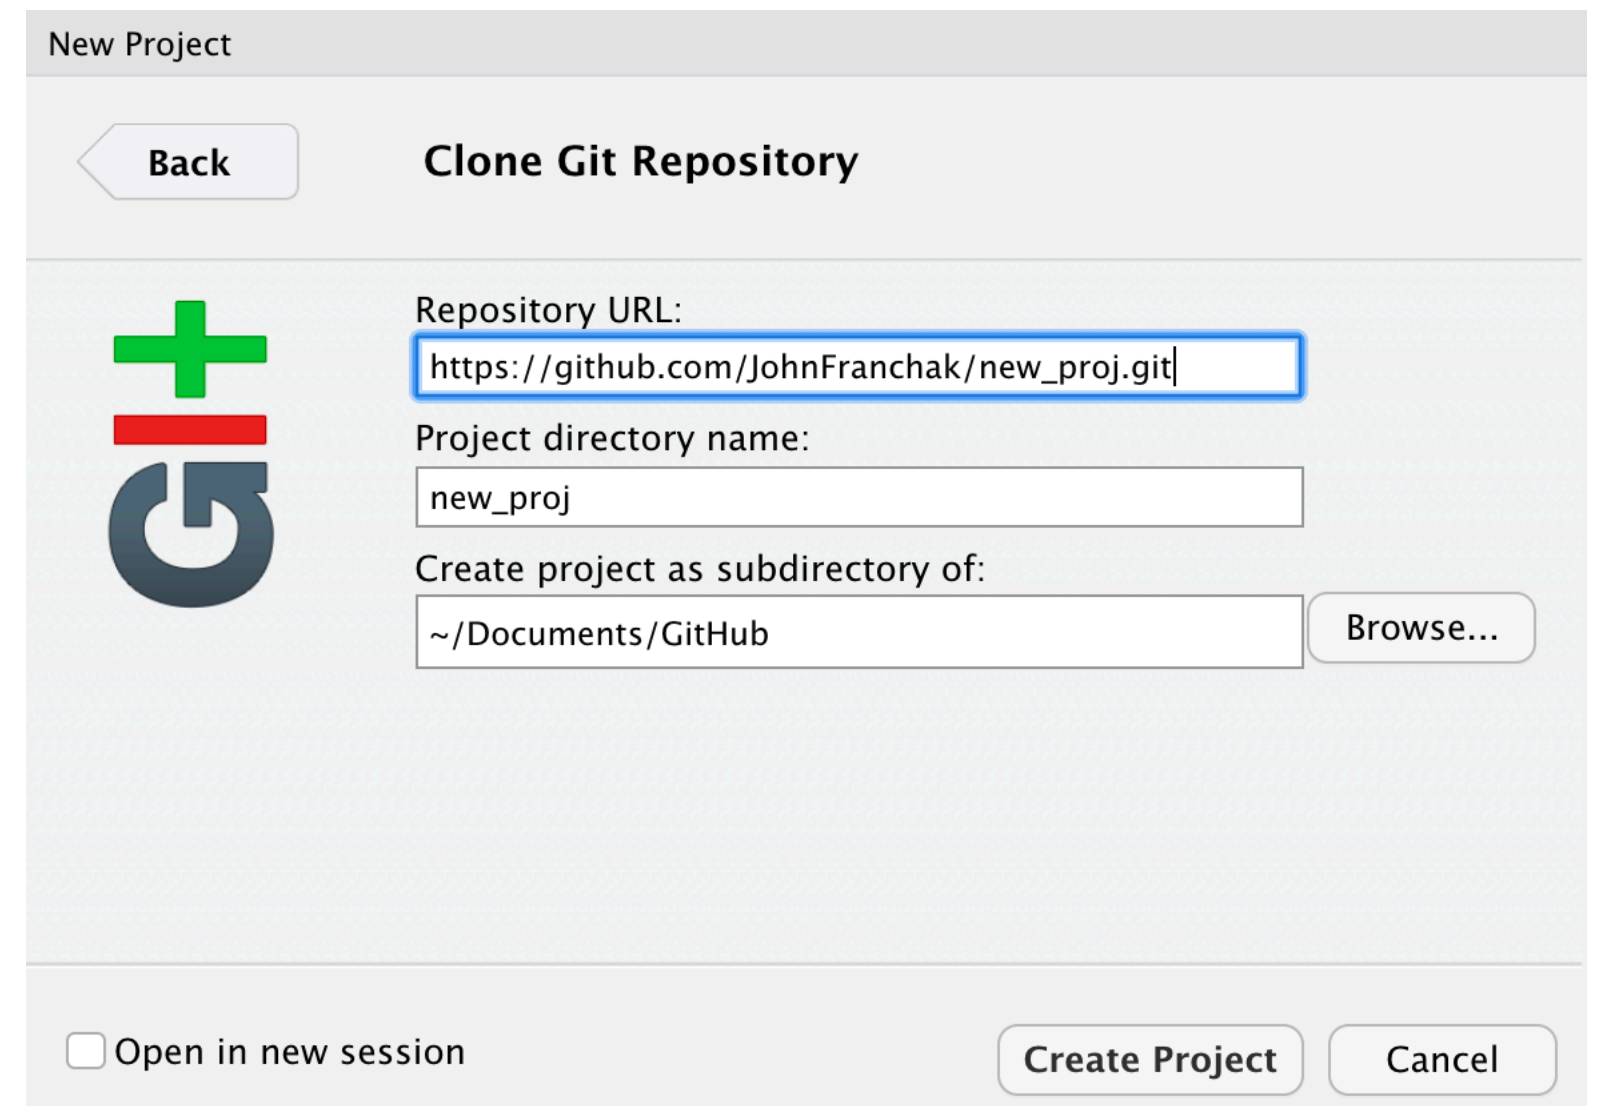 New Project
Back
Clone Git Repository
Repository URL:
https://github.com/JohnFranchak/new_proj.git
Project directory name:
new_proj
Create project as subdirectory of:
~/Documents/GitHub
Browse...
Open in new session
Create Project
Cancel